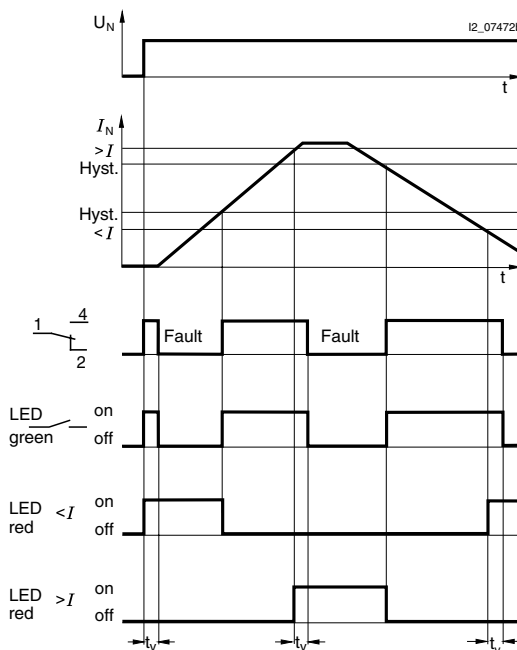 U_N
I2_07472
t
I_N
>I
Hyst.
Hyst.
<I
t
1 4
2
Fault Fault
LED on
green off
LED <I on
red off
LED >I on
red off
t_v t_v t_v